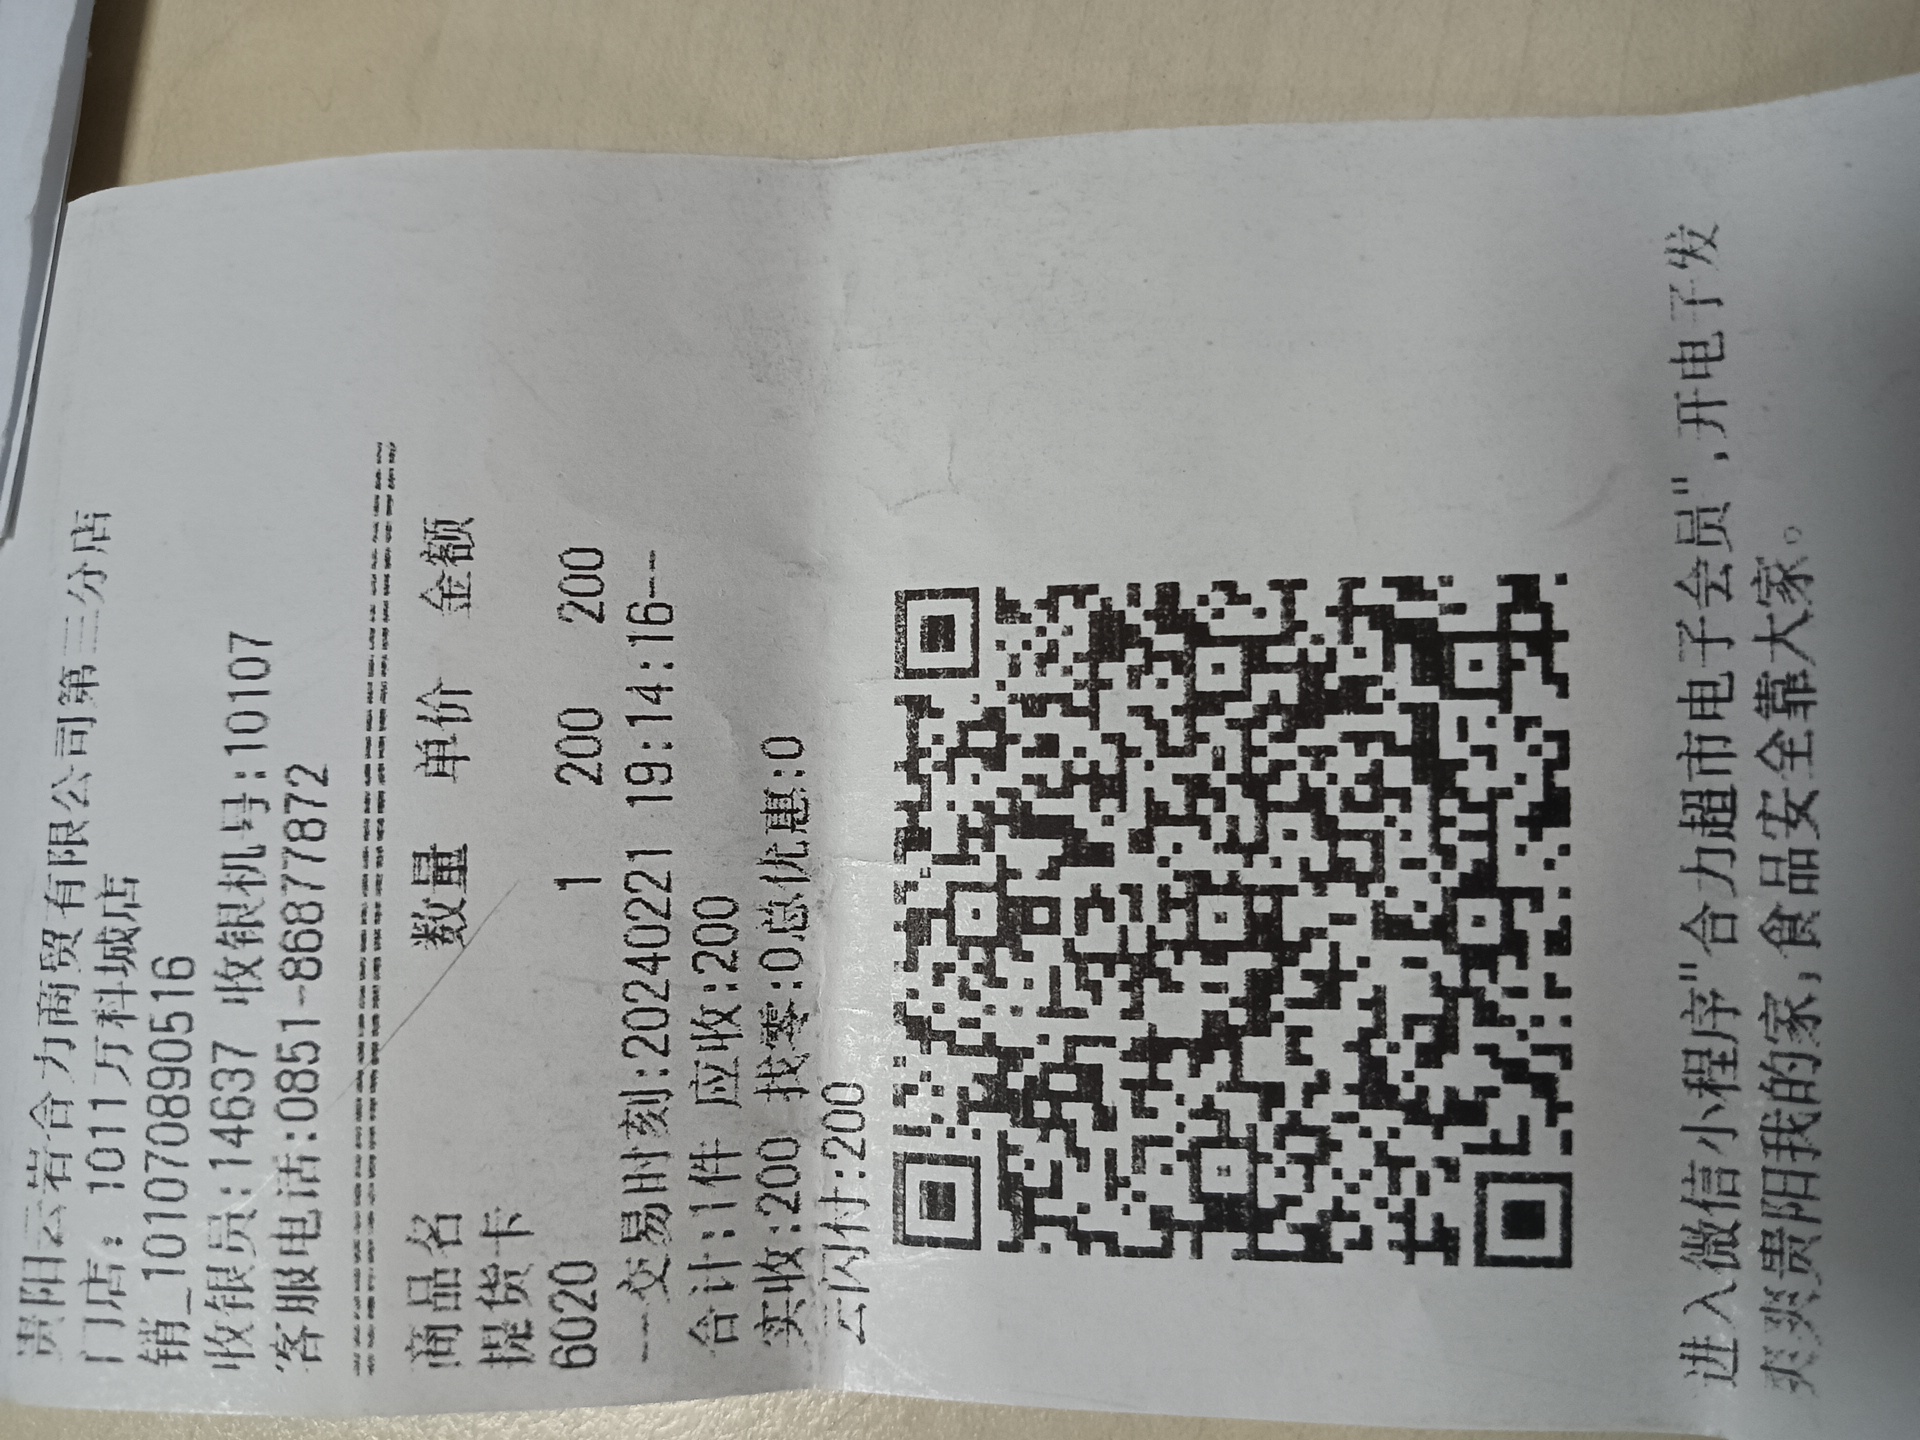 贵阳云岩合力商贸有限公司第三分店
门店: 1011万科城店
销_1010708900516
收银员:14637 收银机号:10107
客服电话:0851-86877872
商品名 数量 单价 金额
提货卡
6020 1 200 200
---交易时刻:20240221 19:14:16---
合计:1件 应收:200
实收:200 找零:0总优惠:0
云闪付:200
进入微信小程序"合力超市电子会员",开电子发
爽爽贵阳我的家,食品安全靠大家。